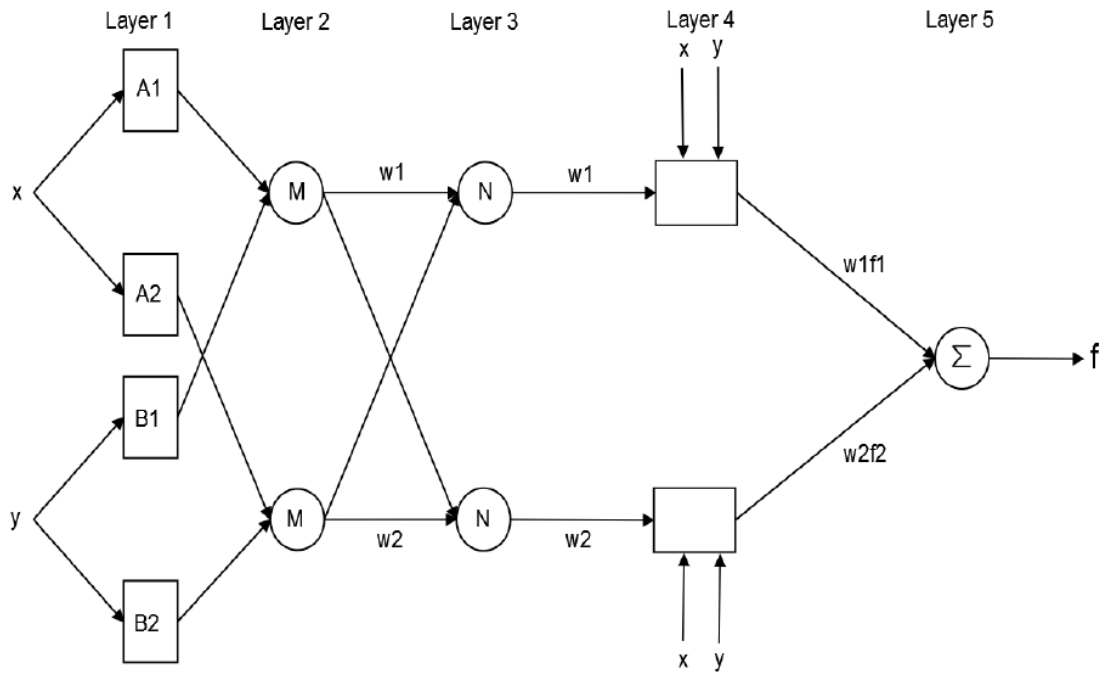 Layer 1
Layer 2
Layer 3
Layer 4
Layer 5
x y
A1
x
M
w1
N
w1
w1f1
A2
Σ
f
B1
w2f2
y
M
w2
N
w2
B2
x y